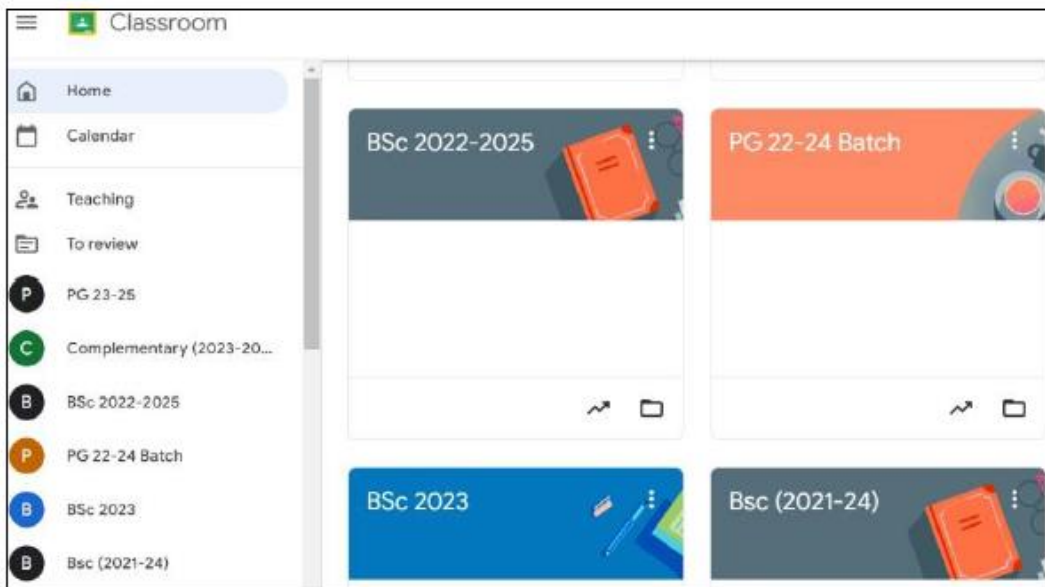 Classroom
Home
Calendar
Teaching
To review
P PG 23-25
C Complementary (2023-20...
B BSc 2022-2025
P PG 22-24 Batch
B BSc 2023
B Bsc (2021-24)
BSc 2022-2025
PG 22-24 Batch
BSc 2023
Bsc (2021-24)